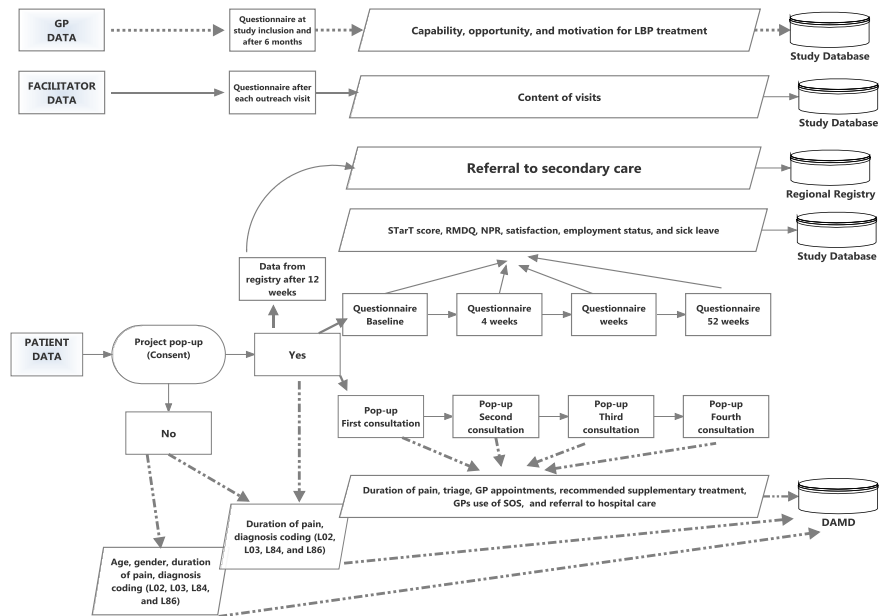 GP
DATA
Questionnaire at
study inclusion and
after 6 months
Capability, opportunity, and motivation for LBP treatment
Study Database
FACILITATOR
DATA
Questionnaire after
each outreach visit
Content of visits
Study Database
Referral to secondary care
Regional Registry
STarT score, RMDQ, NPR, satisfaction, employment status, and sick leave
Study Database
Data from
registry after 12
weeks
Questionnaire
Baseline
Questionnaire
4 weeks
Questionnaire
weeks
Questionnaire
52 weeks
PATIENT
DATA
Project pop-up
(Consent)
Yes
No
Pop-up
First consultation
Pop-up
Second
consultation
Pop-up
Third
consultation
Pop-up
Fourth
consultation
Duration of pain, triage, GP appointments, recommended supplementary treatment,
GPs use of SOS, and referral to hospital care
DAMD
Duration of pain,
diagnosis coding (L02,
L03, L84, and L86)
Age, gender, duration
of pain, diagnosis
coding (L02, L03, L84,
and L86)